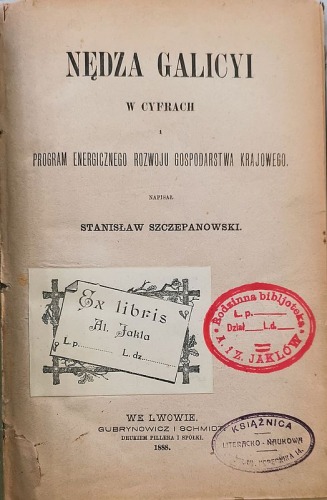 NĘDZA GALICYI
W CYFRACH
I
PROGRAM ENERGICZNEGO ROZWOJU GOSPODARSTWA KRAJOWEGO.
NAPISAŁ
STANISŁAW SZCZEPANOWSKI.
Ex libris
Al. Jakla
L.p. L.dz.
Rodzinna bibljoteka
L.p.
Dział L.d.
A. I Z. JAKLÓW
WE LWOWIE.
GUBRYNOWICZ I SCHMIDT
DRUKIEM PILLERA I SPÓŁKI.
1888.
KSIĄŻNICA
LITERACKO-NAUKOWA